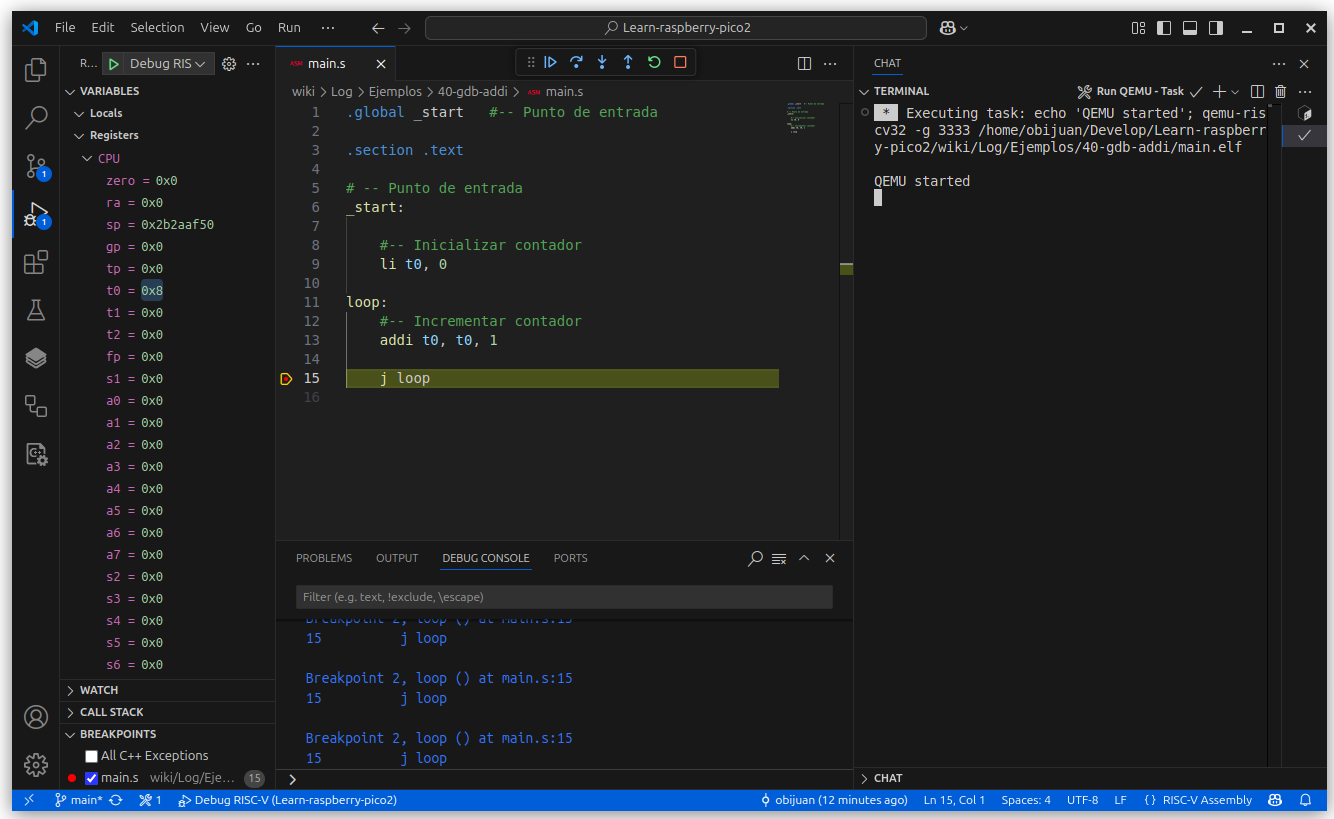 File Edit Selection View Go Run ··· Learn-raspberry-pico2
R... Debug RIS ···
VARIABLES
Locals
Registers
CPU
zero = 0x0
ra = 0x0
sp = 0x2b2aaf50
gp = 0x0
tp = 0x0
t0 = 0x8
t1 = 0x0
t2 = 0x0
fp = 0x0
s1 = 0x0
a0 = 0x0
a1 = 0x0
a2 = 0x0
a3 = 0x0
a4 = 0x0
a5 = 0x0
a6 = 0x0
a7 = 0x0
s2 = 0x0
s3 = 0x0
s4 = 0x0
s5 = 0x0
s6 = 0x0
WATCH
CALL STACK
BREAKPOINTS
All C++ Exceptions
main.s wiki/Log/Eje... 15
1
1
ASM main.s
wiki > Log > Ejemplos > 40-gdb-addi > ASM main.s
1 .global _start #-- Punto de entrada
2
3 .section .text
4
5 # -- Punto de entrada
6 _start:
7
8 #-- Inicializar contador
9 li t0, 0
10
11 loop:
12 #-- Incrementar contador
13 addi t0, t0, 1
14
15 j loop
16
PROBLEMS OUTPUT DEBUG CONSOLE PORTS
Filter (e.g. text, !exclude, \escape)
Breakpoint 2, loop () at main.s:15
15 j loop
Breakpoint 2, loop () at main.s:15
15 j loop
Breakpoint 2, loop () at main.s:15
15 j loop
CHAT
TERMINAL Run QEMU - Task
* Executing task: echo 'QEMU started'; qemu-ris
cv32 -g 3333 /home/obijuan/Develop/Learn-raspberr
y-pico2/wiki/Log/Ejemplos/40-gdb-addi/main.elf
QEMU started
CHAT
main* 1 Debug RISC-V (Learn-raspberry-pico2) obijuan (12 minutes ago) Ln 15, Col 1 Spaces: 4 UTF-8 LF {} RISC-V Assembly